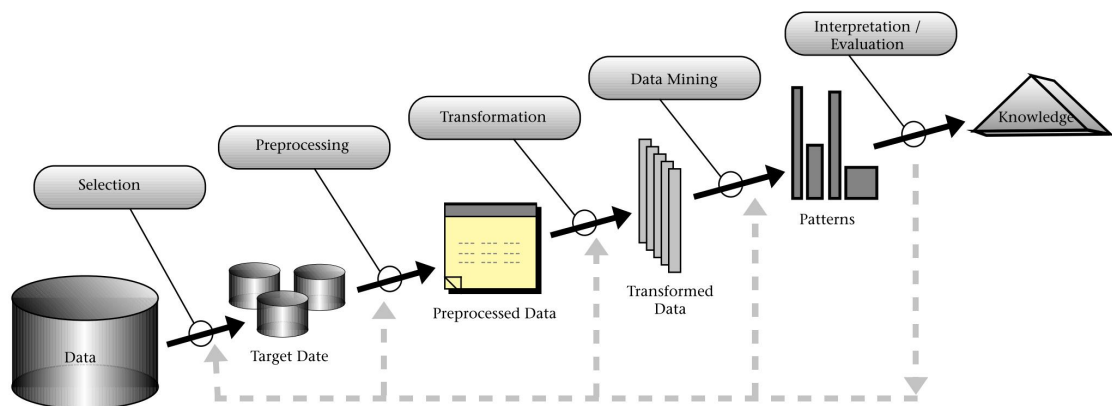 Interpretation /
Evaluation
Data Mining
Transformation
Preprocessing
Selection
Data
Target Date
Preprocessed Data
Transformed
Data
Patterns
Knowledge